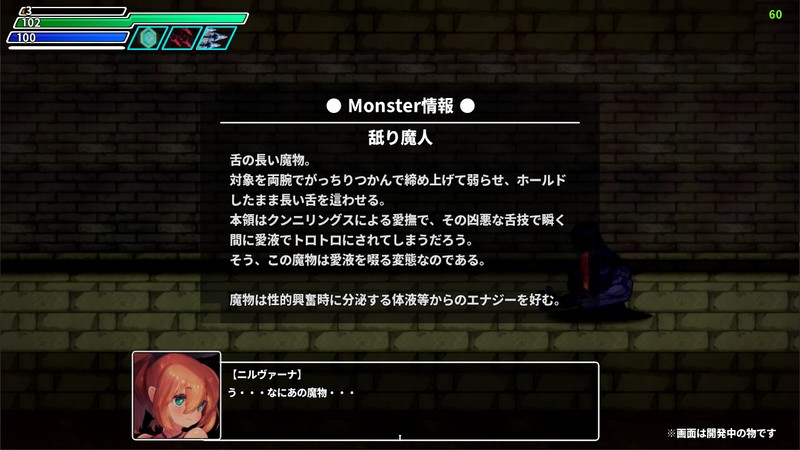 60
3
102
100
● Monster情報 ●
舐り魔人
舌の長い魔物。
対象を両腕でがっちりつかんで締め上げて弱らせ、ホールド
したまま長い舌を這わせる。
本領はクンニリングスによる愛撫で、その凶悪な舌技で瞬く
間に愛液でトロトロにされてしまうだろう。
そう、この魔物は愛液を啜る変態なのである。
魔物は性的興奮時に分泌する体液等からのエナジーを好む。
【ニルヴァーナ】
う・・・なにあの魔物・・・
※画面は開発中の物です